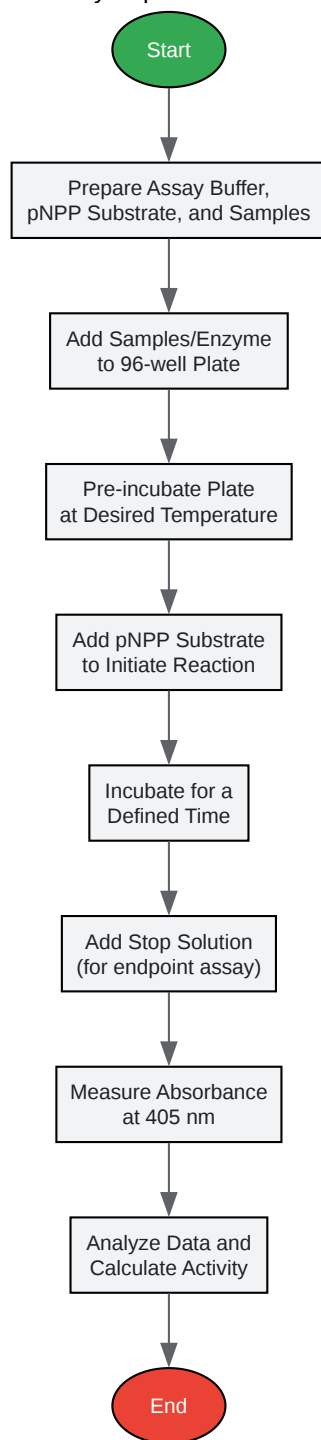 Start
Prepare Assay Buffer,
pNPP Substrate, and Samples
Add Samples/Enzyme
to 96-well Plate
Pre-incubate Plate
at Desired Temperature
Add pNPP Substrate
to Initiate Reaction
Incubate for a
Defined Time
Add Stop Solution
(for endpoint assay)
Measure Absorbance
at 405 nm
Analyze Data and
Calculate Activity
End